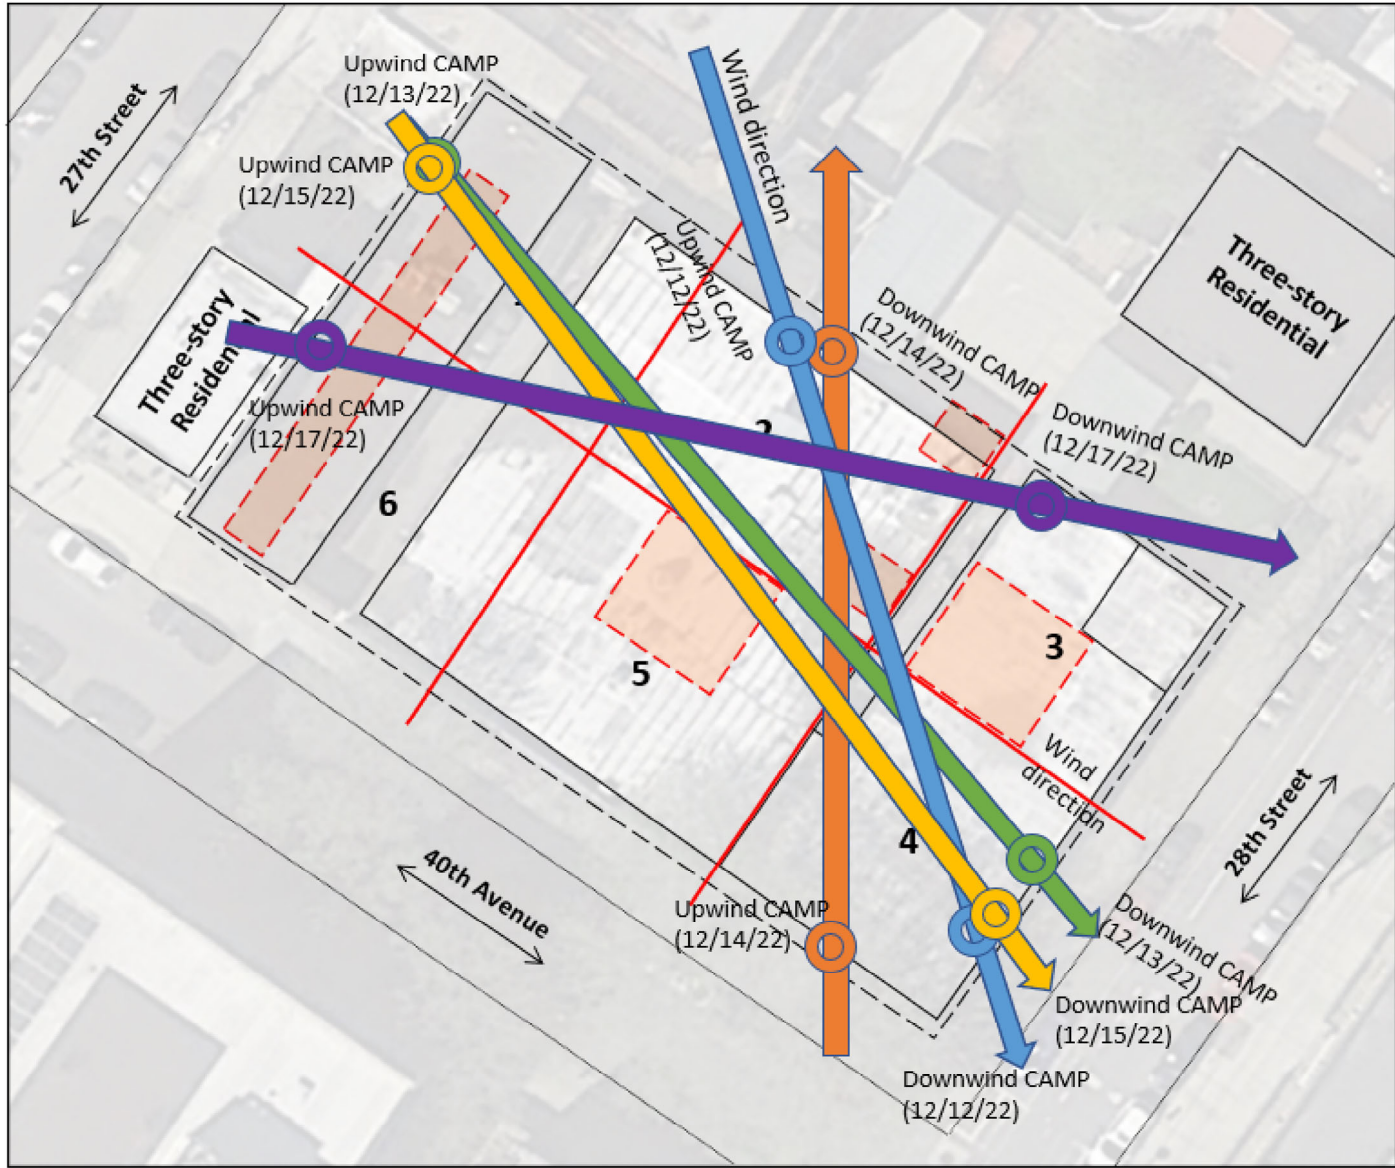 Upwind CAMP
(12/13/22)
Wind direction
27th Street
Upwind CAMP
(12/15/22)
Upwind CAMP
(12/12/22)
Three-story
Residential
Downwind CAMP
(12/14/22)
Three-story
Residential
Upwind CAMP
(12/17/22)
Downwind CAMP
(12/17/22)
2
6
3
5
Wind
direction
4
28th Street
40th Avenue
Upwind CAMP
(12/14/22)
Downwind CAMP
(12/13/22)
Downwind CAMP
(12/15/22)
Downwind CAMP
(12/12/22)